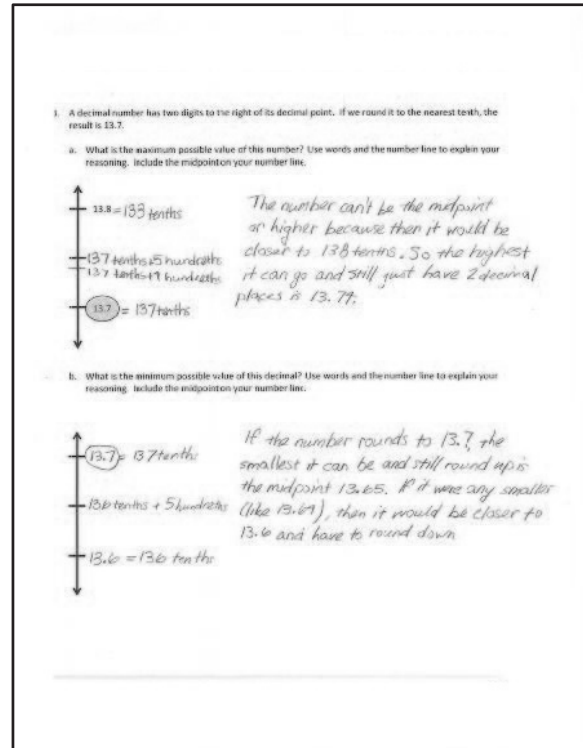 1. A decimal number has two digits to the right of its decimal point. If we round it to the nearest tenth, the
result is 13.7.
a. What is the maximum possible value of this number? Use words and the number line to explain your
reasoning. Include the midpoint on your number line.
13.8 = 138 tenths
137 tenths + 5 hundredths
137 tenths + 4 hundredths
13.7 = 137 tenths
The number can't be the midpoint
or higher because then it would be
closer to 138 tenths. So the highest
it can go and still just have 2 decimal
places is 13.74.
b. What is the minimum possible value of this decimal? Use words and the number line to explain your
reasoning. Include the midpoint on your number line.
13.7 = 137 tenths
136 tenths + 5 hundredths
13.6 = 136 tenths
If the number rounds to 13.7, the
smallest it can be and still round up is
the midpoint 13.65. If it were any smaller
(like 13.64), then it would be closer to
13.6 and have to round down